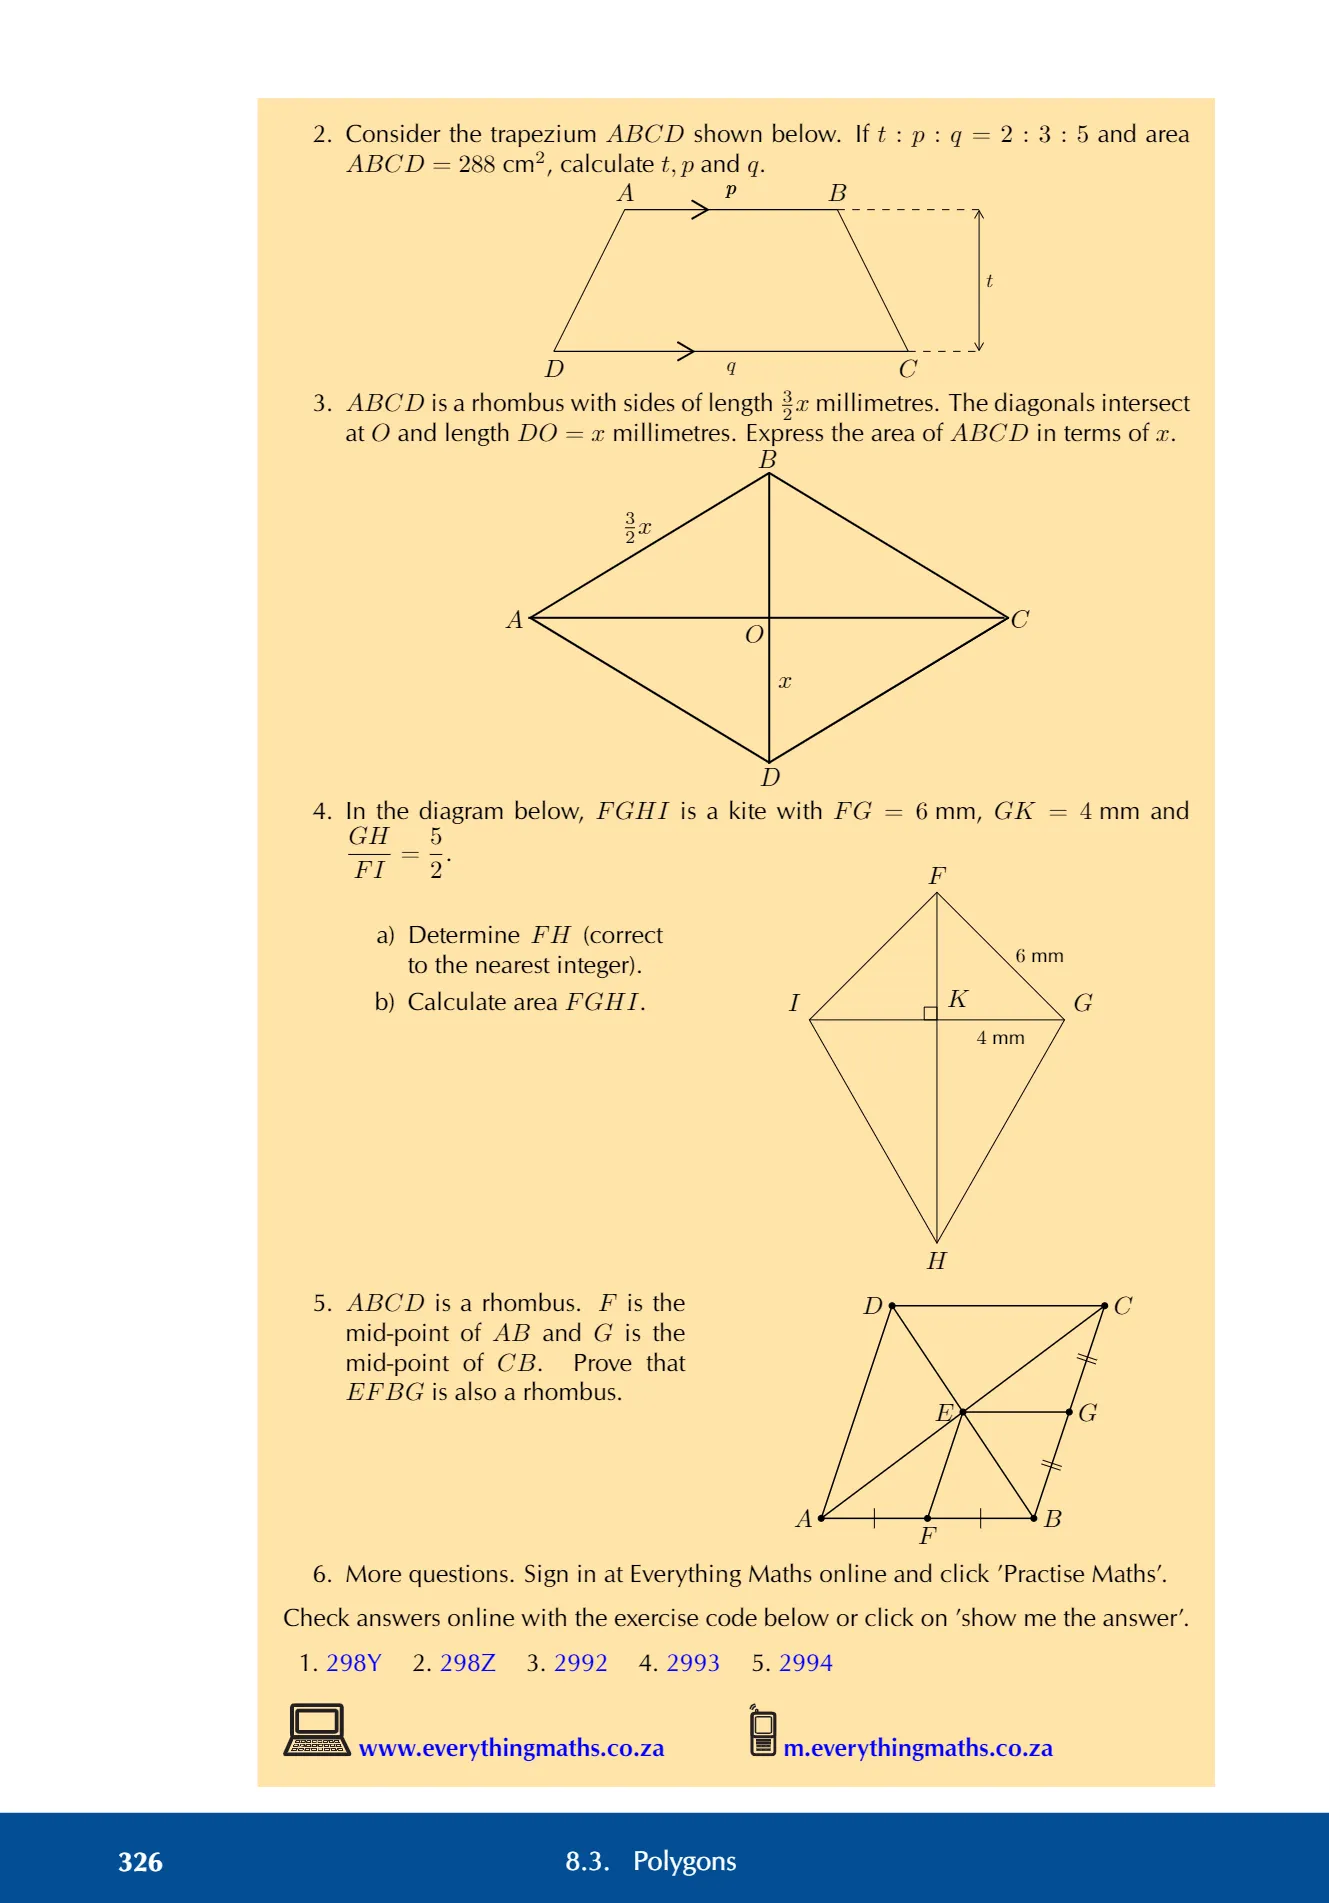 2. Consider the trapezium ABCD shown below. If t : p : q = 2 : 3 : 5 and area
ABCD = 288 cm², calculate t, p and q.
A p B
t
D q C
3. ABCD is a rhombus with sides of length 3/2 x millimetres. The diagonals intersect
at O and length DO = x millimetres. Express the area of ABCD in terms of x.
B
3/2 x
A C
O
x
D
4. In the diagram below, FGHI is a kite with FG = 6 mm, GK = 4 mm and
GH/FI = 5/2.
F
a) Determine FH (correct
to the nearest integer).
6 mm
b) Calculate area FGHI.
I K G
4 mm
H
5. ABCD is a rhombus. F is the
mid-point of AB and G is the
mid-point of CB. Prove that
EFBG is also a rhombus.
D C
E G
A B
F
6. More questions. Sign in at Everything Maths online and click ’Practise Maths’.
Check answers online with the exercise code below or click on ’show me the answer’.
1. 298Y 2. 298Z 3. 2992 4. 2993 5. 2994
www.everythingmaths.co.za m.everythingmaths.co.za
326 8.3. Polygons